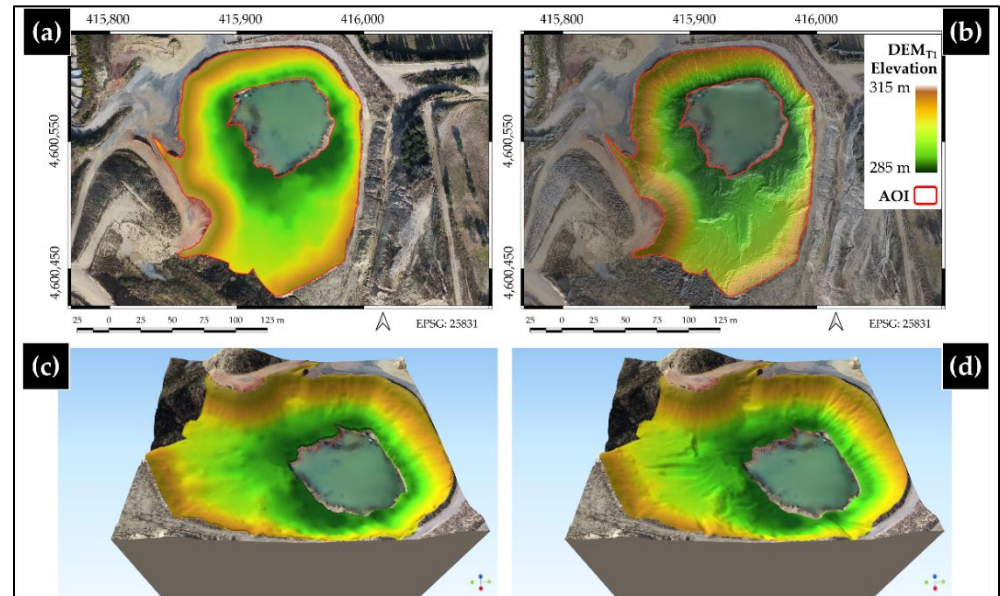 415,800 415,900 416,000
415,800 415,900 416,000
(a)
(b)
DEM_T1
Elevation
315 m
285 m
AOI
4,600,550
4,600,450
4,600,550
4,600,450
25 0 25 50 75 100 125 m
EPSG: 25831
25 0 25 50 75 100 125 m
EPSG: 25831
(c)
(d)